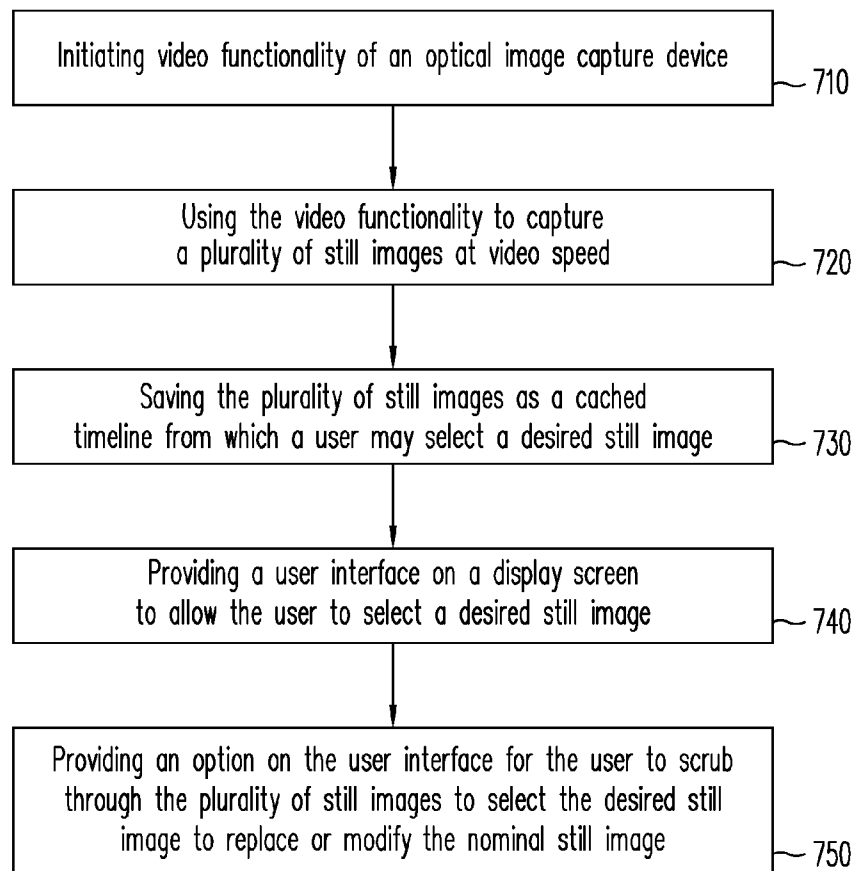 Initiating video functionality of an optical image capture device
710
Using the video functionality to capture
a plurality of still images at video speed
720
Saving the plurality of still images as a cached
timeline from which a user may select a desired still image
730
Providing a user interface on a display screen
to allow the user to select a desired still image
740
Providing an option on the user interface for the user to scrub
through the plurality of still images to select the desired still
image to replace or modify the nominal still image
750